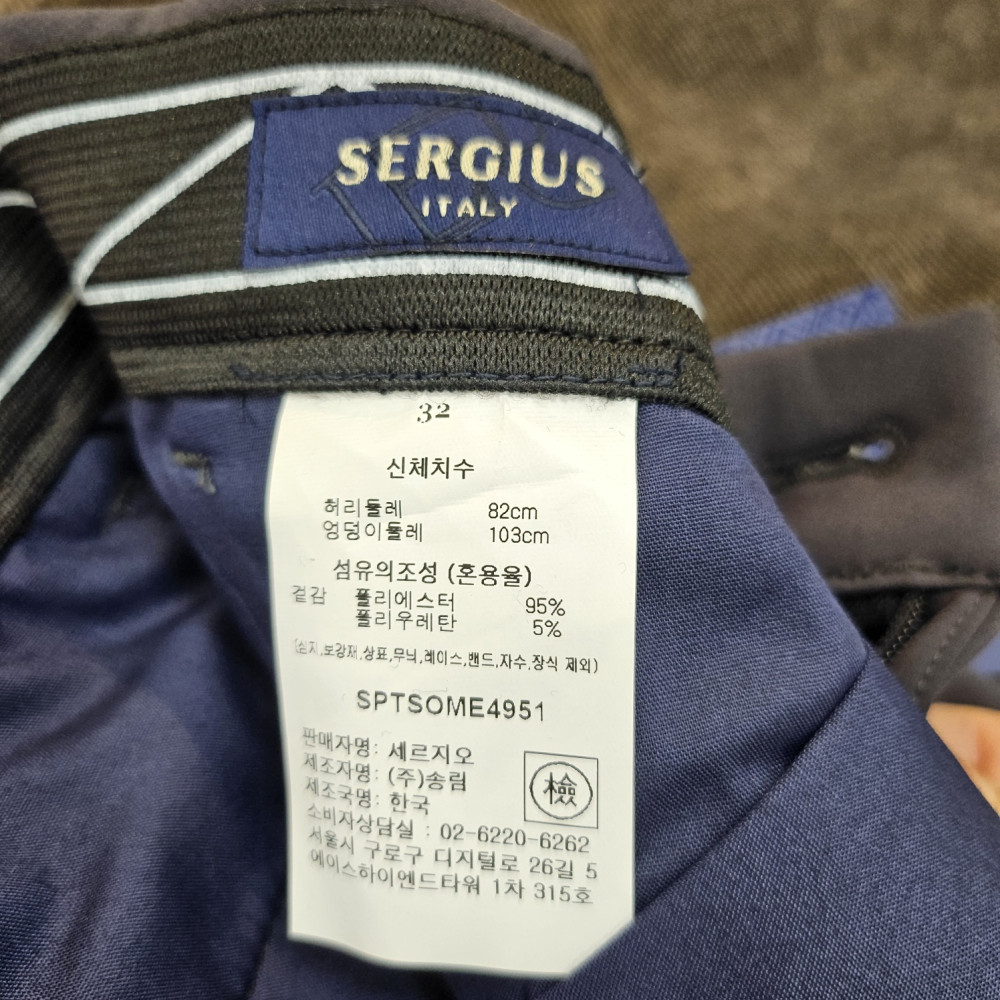 SERGIUS
ITALY
32
신체치수
허리둘레 82cm
엉덩이둘레 103cm
섬유의조성 (혼용율)
겉감 폴리에스터 95%
폴리우레탄 5%
(심지,보강재,상표,무늬,레이스,밴드,자수,장식 제외)
SPTSOME4951
판매자명: 세르지오
제조자명: (주)송림
제조국명: 한국
檢
소비자상담실 : 02-6220-6262
서울시 구로구 디지털로 26길 5
에이스하이엔드타워 1차 315호